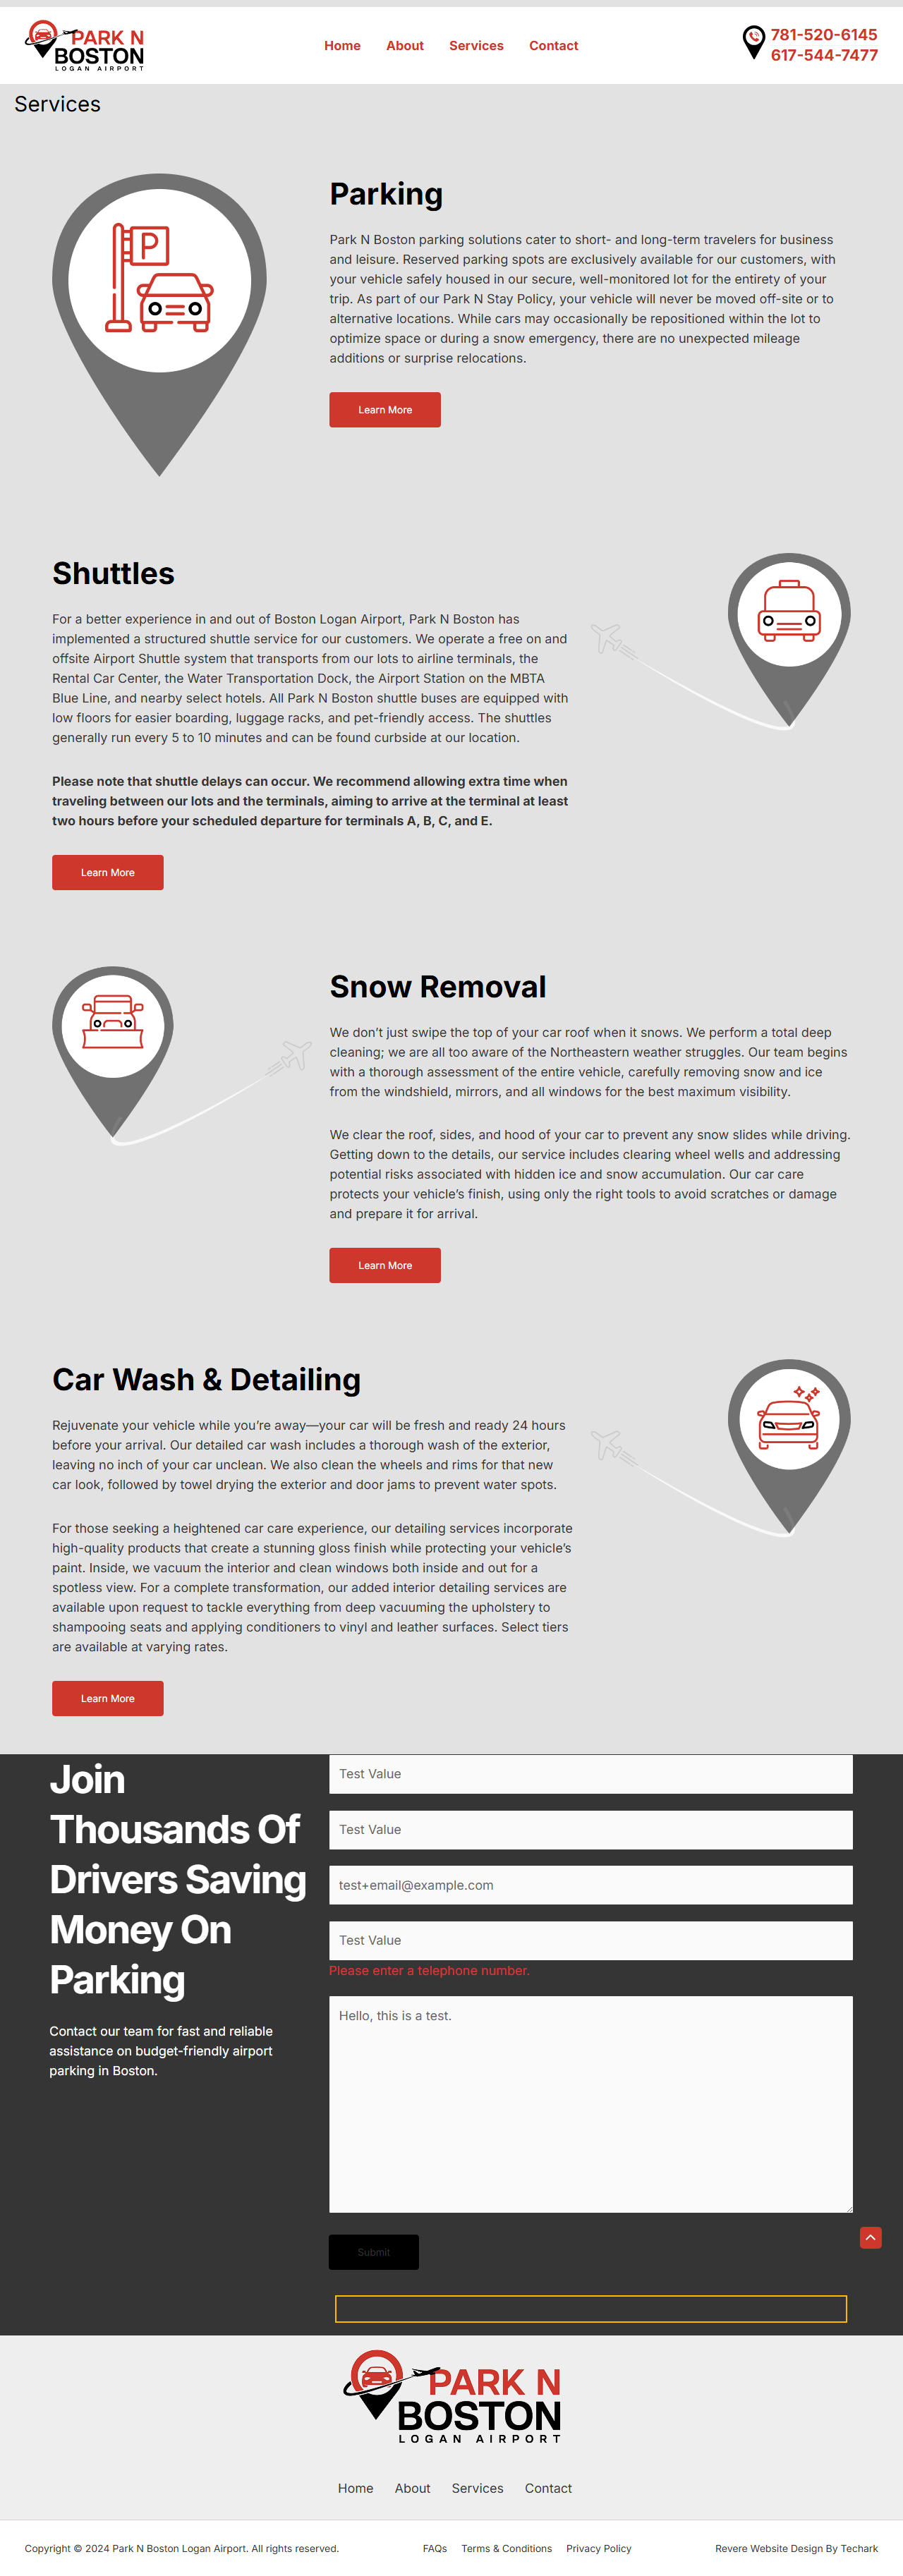 PARK N
BOSTON
LOGAN AIRPORT
Home About Services Contact
781-520-6145
617-544-7477
Services
P
Parking
Park N Boston parking solutions cater to short- and long-term travelers for business
and leisure. Reserved parking spots are exclusively available for our customers, with
your vehicle safely housed in our secure, well-monitored lot for the entirety of your
trip. As part of our Park N Stay Policy, your vehicle will never be moved off-site or to
alternative locations. While cars may occasionally be repositioned within the lot to
optimize space or during a snow emergency, there are no unexpected mileage
additions or surprise relocations.
Learn More
Shuttles
For a better experience in and out of Boston Logan Airport, Park N Boston has
implemented a structured shuttle service for our customers. We operate a free on and
offsite Airport Shuttle system that transports from our lots to airline terminals, the
Rental Car Center, the Water Transportation Dock, the Airport Station on the MBTA
Blue Line, and nearby select hotels. All Park N Boston shuttle buses are equipped with
low floors for easier boarding, luggage racks, and pet-friendly access. The shuttles
generally run every 5 to 10 minutes and can be found curbside at our location.
Please note that shuttle delays can occur. We recommend allowing extra time when
traveling between our lots and the terminals, aiming to arrive at the terminal at least
two hours before your scheduled departure for terminals A, B, C, and E.
Learn More
Snow Removal
We don’t just swipe the top of your car roof when it snows. We perform a total deep
cleaning; we are all too aware of the Northeastern weather struggles. Our team begins
with a thorough assessment of the entire vehicle, carefully removing snow and ice
from the windshield, mirrors, and all windows for the best maximum visibility.
We clear the roof, sides, and hood of your car to prevent any snow slides while driving.
Getting down to the details, our service includes clearing wheel wells and addressing
potential risks associated with hidden ice and snow accumulation. Our car care
protects your vehicle’s finish, using only the right tools to avoid scratches or damage
and prepare it for arrival.
Learn More
Car Wash & Detailing
Rejuvenate your vehicle while you’re away—your car will be fresh and ready 24 hours
before your arrival. Our detailed car wash includes a thorough wash of the exterior,
leaving no inch of your car unclean. We also clean the wheels and rims for that new
car look, followed by towel drying the exterior and door jams to prevent water spots.
For those seeking a heightened car care experience, our detailing services incorporate
high-quality products that create a stunning gloss finish while protecting your vehicle’s
paint. Inside, we vacuum the interior and clean windows both inside and out for a
spotless view. For a complete transformation, our added interior detailing services are
available upon request to tackle everything from deep vacuuming the upholstery to
shampooing seats and applying conditioners to vinyl and leather surfaces. Select tiers
are available at varying rates.
Learn More
Join
Thousands Of
Drivers Saving
Money On
Parking
Contact our team for fast and reliable
assistance on budget-friendly airport
parking in Boston.
Test Value
Test Value
test+email@example.com
Test Value
Please enter a telephone number.
Hello, this is a test.
Submit
PARK N
BOSTON
LOGAN AIRPORT
Home About Services Contact
Copyright © 2024 Park N Boston Logan Airport. All rights reserved.
FAQs Terms & Conditions Privacy Policy
Revere Website Design By Techark